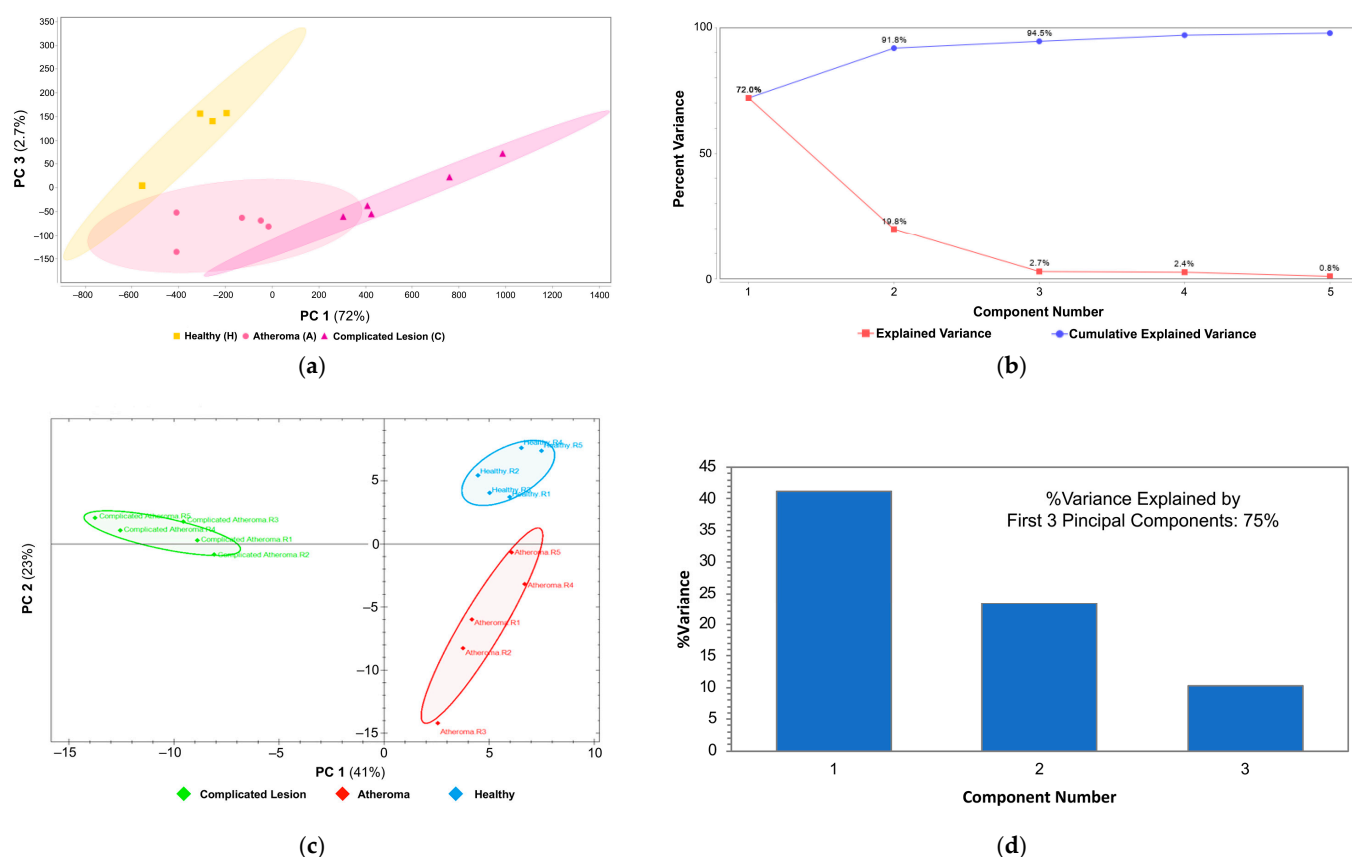 350
300
250
200
150
100
50
0
−50
−100
−150
PC 3 (2.7%)
−800 −600 −400 −200 0 200 400 600 800 1000 1200 1400
PC 1 (72%)
Healthy (H) Atheroma (A) Complicated Lesion (C)
(a)
100
50
0
Percent Variance
91.8%
94.5%
72.0%
19.8%
2.7%
2.4%
0.8%
1 2 3 4 5
Component Number
Explained Variance Cumulative Explained Variance
(b)
PC 2 (23%)
Healthy R4
Healthy R5
Healthy R2
Healthy R1
Complicated Atheroma R5
Complicated Atheroma R3
Complicated Atheroma R4
Complicated Atheroma R1
Complicated Atheroma R2
Atheroma R5
Atheroma R4
Atheroma R1
Atheroma R2
Atheroma R3
5
0
−5
−10
−15
−15 −10 −5 0 5 10
PC 1 (41%)
Complicated Lesion Atheroma Healthy
(c)
45
40
35
30
25
20
15
10
5
0
%Variance
%Variance Explained by
First 3 Pincipal Components: 75%
1 2 3
Component Number
(d)